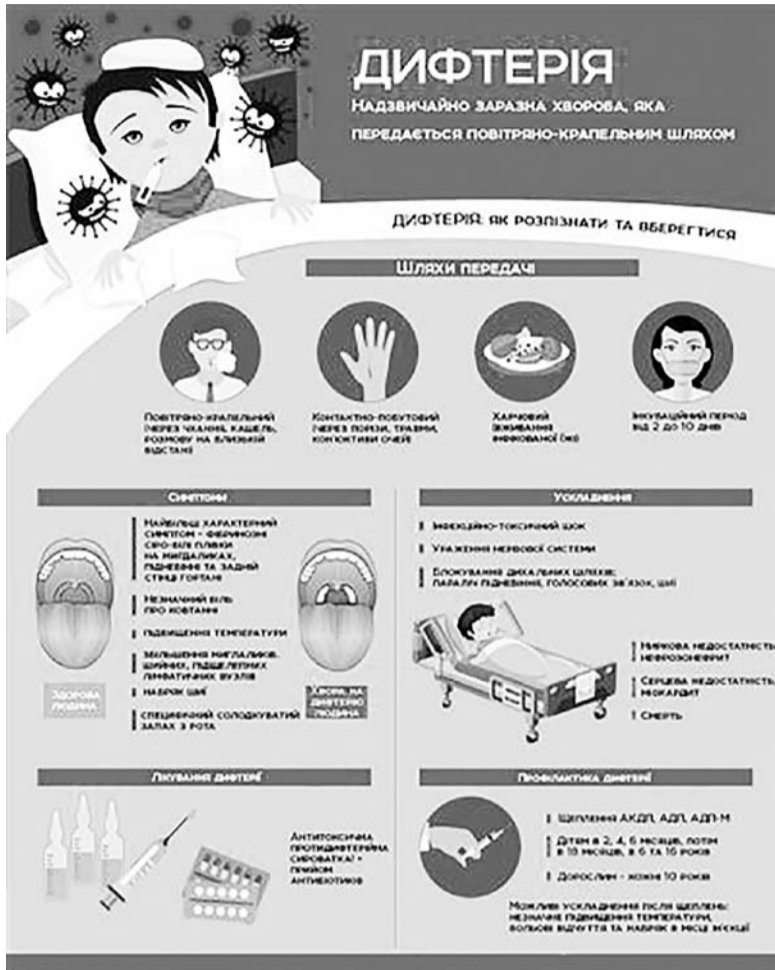 ДИФТЕРІЯ
НАДЗВИЧАЙНО ЗАРАЗНА ХВОРОБА, ЯКА
ПЕРЕДАЄТЬСЯ ПОВІТРЯНО-КРАПЕЛЬНИМ ШЛЯХОМ
ДИФТЕРІЯ: ЯК РОЗПІЗНАТИ ТА ВБЕРЕГТИСЯ
ШЛЯХИ ПЕРЕДАЧІ
ПОВІТРЯНО-КРАПЕЛЬНИЙ
(ЧЕРЕЗ ЧХАННЯ, КАШЕЛЬ,
РОЗМОВУ НА БЛИЗЬКІЙ
ВІДСТАНІ)
КОНТАКТНО-ПОБУТОВИЙ
(ЧЕРЕЗ ПОРІЗИ, ТРАВМИ,
КОН'ЮКТИВИ ОЧЕЙ)
ХАРЧОВИЙ
(ВЖИВАННЯ
ІНФІКОВАНОЇ ЇЖІ)
ІНКУБАЦІЙНИЙ ПЕРІОД
ВІД 2 ДО 10 ДНІВ
СИМПТОМИ
НАЙБІЛЬШ ХАРАКТЕРНИЙ
СИМПТОМ - ФІБРИНОЗНІ
СІРО-БІЛІ ПЛІВКИ
НА МИГДАЛИКАХ,
ПІДНЕБІННІ ТА ЗАДНІЙ
СТІНЦІ ГОРТАНІ
НЕЗНАЧНИЙ БІЛЬ
ПРО КОВТАННІ
ПІДВИЩЕННЯ ТЕМПЕРАТУРИ
ЗБІЛЬШЕННЯ МИГДАЛИКІВ,
ШИЙНИХ, ПІДЩЕЛЕПНИХ
ЛІМФАТИЧНИХ ВУЗЛІВ
НАБРЯК ШИЇ
СПЕЦИФІЧНИЙ СОЛОДКУВАТИЙ
ЗАПАХ З РОТА
ЗДОРОВА
ЛЮДИНА
ХВОРА НА
ДИФТЕРІЮ
ЛЮДИНА
УСКЛАДНЕННЯ
ІНФЕКЦІЙНО-ТОКСИЧНИЙ ШОК
УРАЖЕННЯ НЕРВОВОЇ СИСТЕМИ
БЛОКУВАННЯ ДИХАЛЬНИХ ШЛЯХІВ;
ПАРАЛІЧ ПІДНЕБІННЯ, ГОЛОСОВИХ ЗВ'ЯЗОК, ШИЇ
НИРКОВА НЕДОСТАТНІСТЬ
НЕФРОЗОНЕФРИТ
СЕРЦЕВА НЕДОСТАТНІСТЬ,
МІОКАРДИТ
СМЕРТЬ
ЛІКУВАННЯ ДИФТЕРІЇ
АНТИТОКСИЧНА
ПРОТИДИФТЕРІЙНА
СИРОВАТКА +
ПРИЙОМ
АНТИБІОТИКІВ
ПРОФІЛАКТИКА ДИФТЕРІЇ
ЩЕПЛЕННЯ АКДП, АДП, АДП-М
ДІТЯМ В 2, 4, 6 МІСЯЦІВ, ПОТІМ
В 18 МІСЯЦІВ, В 6 ТА 16 РОКІВ
ДОРОСЛИМ - КОЖНІ 10 РОКІВ
МОЖЛИВІ УСКЛАДНЕННЯ ПІСЛЯ ЩЕПЛЕНЬ:
НЕЗНАЧНЕ ПІДВИЩЕННЯ ТЕМПЕРАТУРИ,
БОЛЬОВІ ВІДЧУТТЯ ТА НАБРЯК В МІСЦІ ІН'ЄКЦІЇ